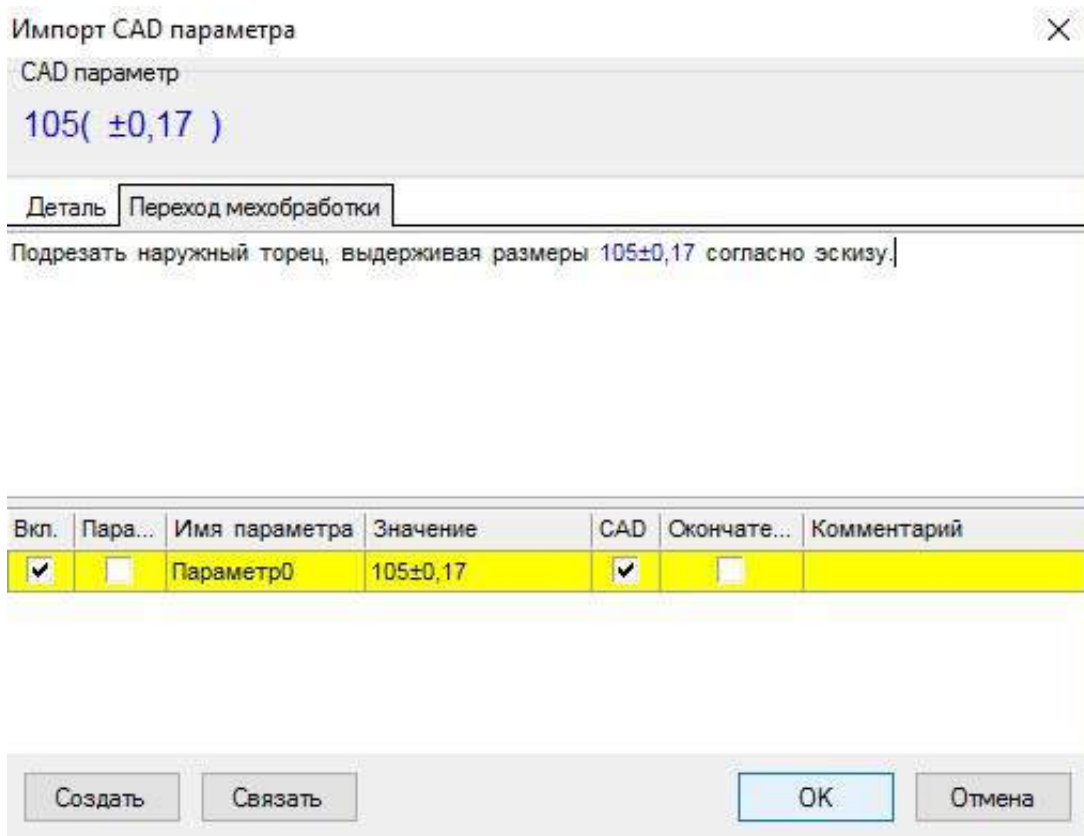 Импорт CAD параметра
CAD параметр
105( ±0,17 )
Деталь Переход мехобработки
Подрезать наружный торец, выдерживая размеры 105±0,17 согласно эскизу.
Вкл. Пара... Имя параметра Значение CAD Окончате... Комментарий
Параметр0 105±0,17
Создать Связать OK Отмена